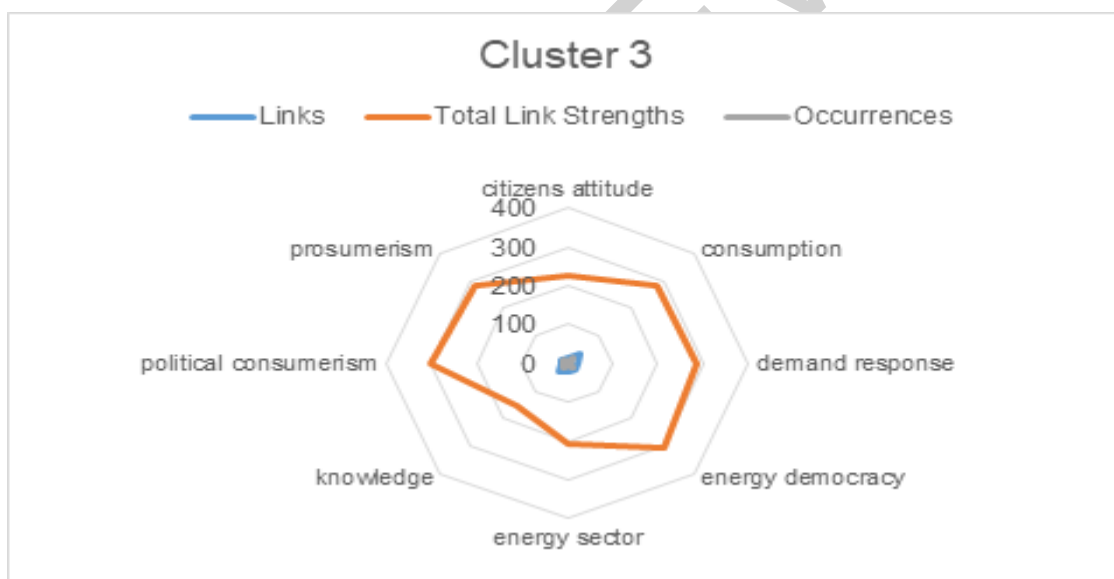 Cluster 3
Links Total Link Strengths Occurrences
citizens attitude
400
prosumerism 300 consumption
200
100
political consumerism 0 demand response
knowledge energy democracy
energy sector